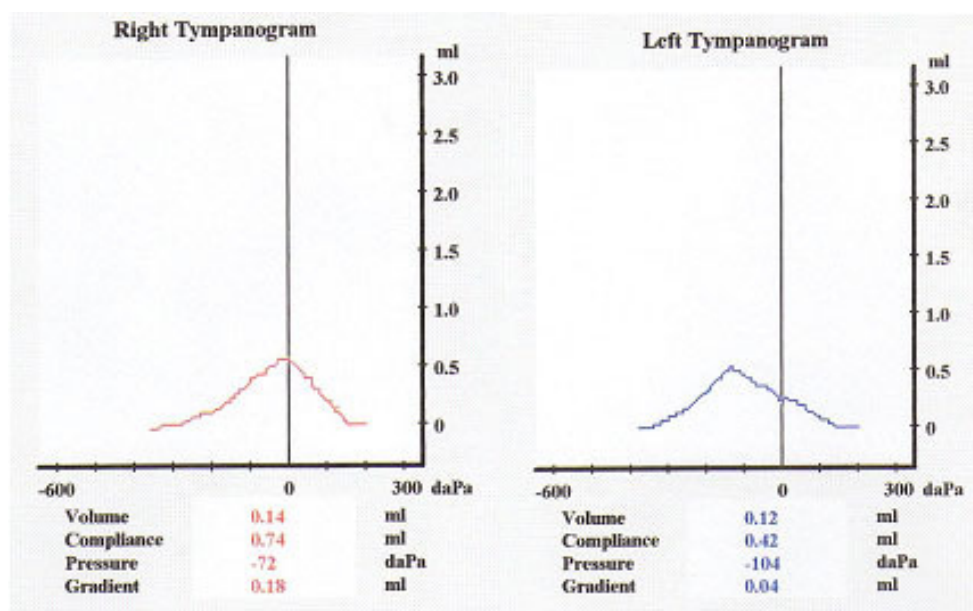 Right Tympanogram
ml
3.0
2.5
2.0
1.5
1.0
0.5
0
-600 0 300 daPa
Volume 0.14 ml
Compliance 0.74 ml
Pressure -72 daPa
Gradient 0.18 ml
Left Tympanogram
ml
3.0
2.5
2.0
1.5
1.0
0.5
0
-600 0 300 daPa
Volume 0.12 ml
Compliance 0.42 ml
Pressure -104 daPa
Gradient 0.04 ml